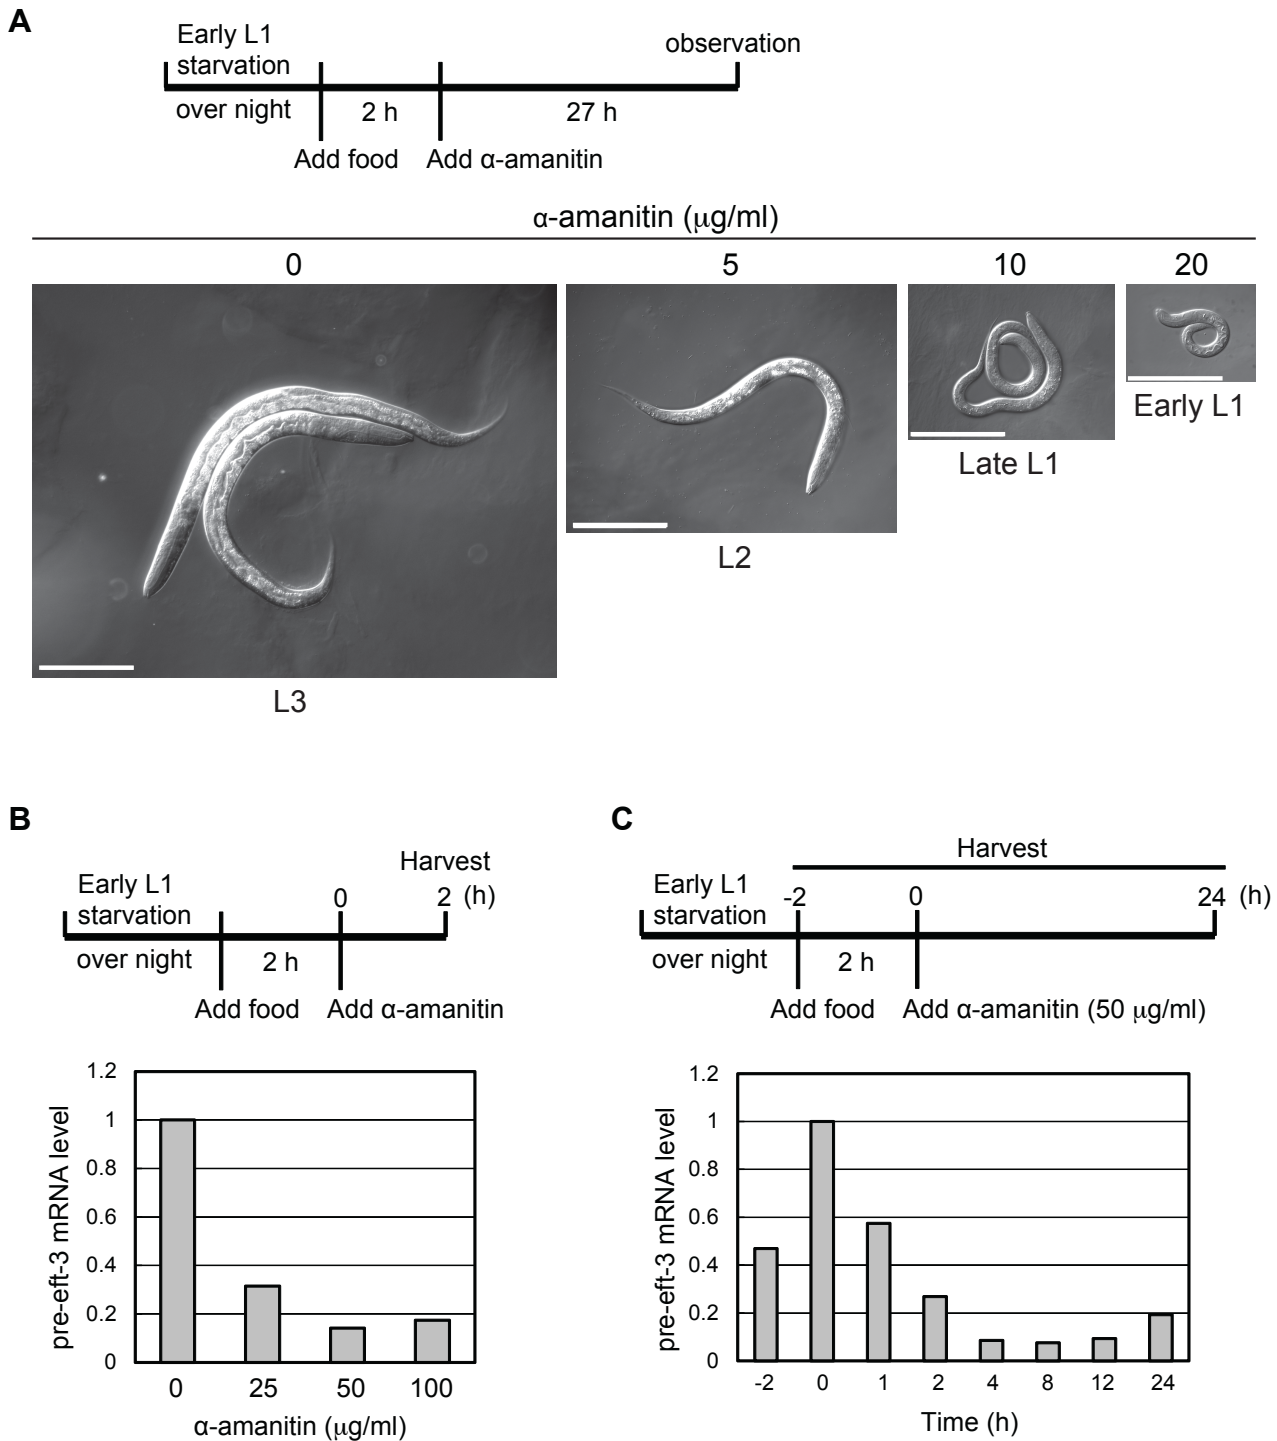 A
Early L1
starvation
observation
over night
2 h
27 h
Add food
Add α-amanitin
α-amanitin (μg/ml)
0
5
10
20
Early L1
Late L1
L2
L3
B
Harvest
Early L1
starvation
0
2
(h)
over night
2 h
Add food
Add α-amanitin
1.2
1
0.8
0.6
0.4
0.2
0
pre-eft-3 mRNA level
0
25
50
100
α-amanitin (μg/ml)
C
Harvest
Early L1
starvation
-2
0
24
(h)
over night
2 h
Add food
Add α-amanitin (50 μg/ml)
1.2
1
0.8
0.6
0.4
0.2
0
pre-eft-3 mRNA level
-2
0
1
2
4
8
12
24
Time (h)